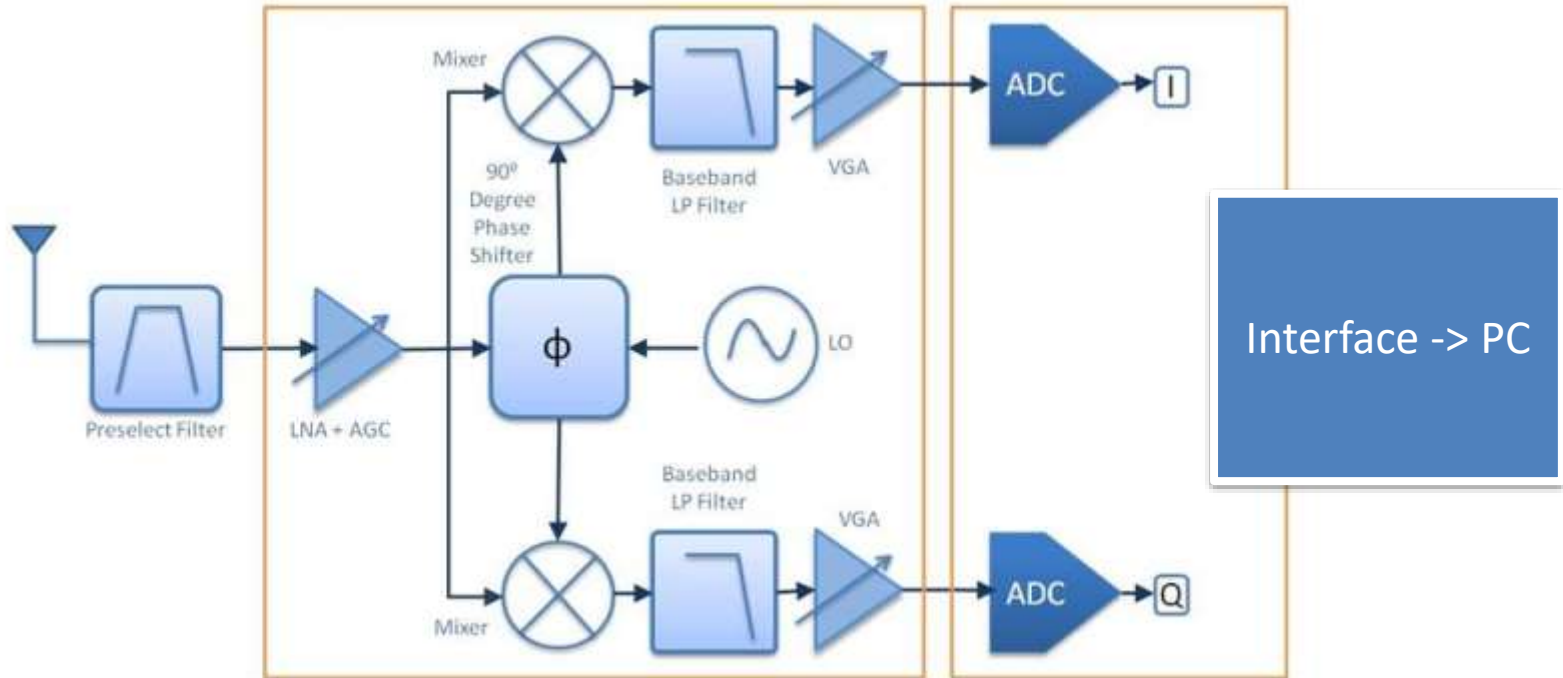 Mixer
90º
Degree
Phase
Shifter
Baseband
LP Filter
VGA
ADC
I
Preselect Filter
LNA + AGC
ϕ
LO
Interface -> PC
Baseband
LP Filter
VGA
Mixer
ADC
Q